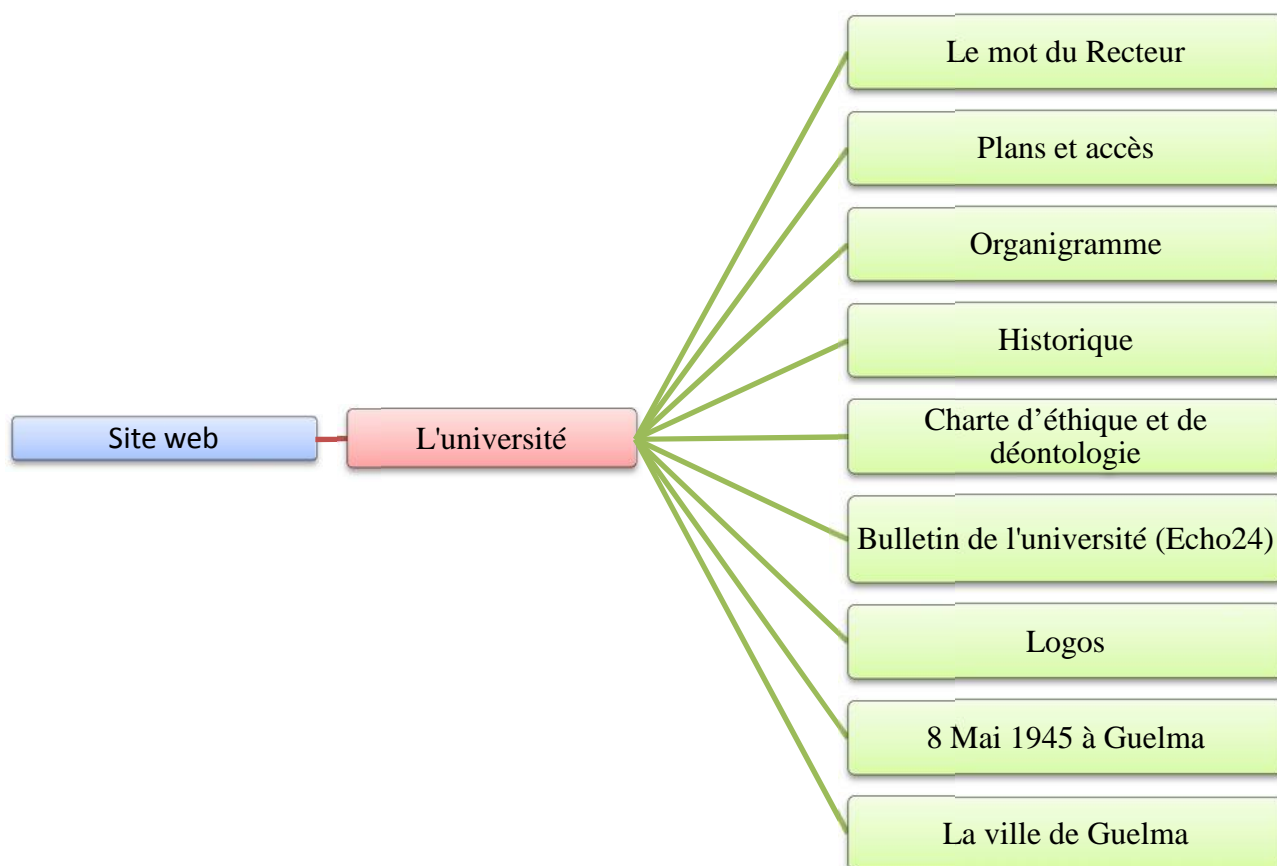 Le mot du Recteur
Plans et accès
Organigramme
Historique
Site web
L'université
Charte d’éthique et de
déontologie
Bulletin de l'université (Echo24)
Logos
8 Mai 1945 à Guelma
La ville de Guelma